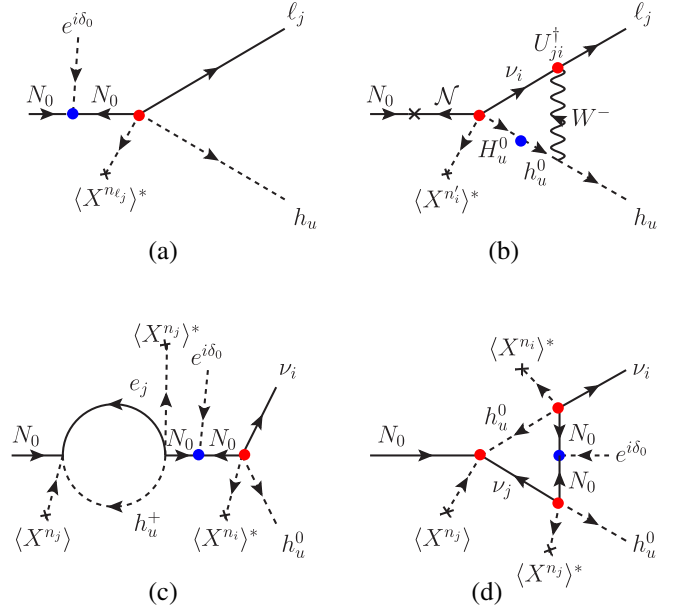 e^{iδ_0}
ℓ_j
N_0
N_0
⟨X^{n_{ℓ_j}}⟩*
h_u
(a)
ℓ_j
U^†_{ji}
ν_i
N_0
𝒩
W^−
H^0_u
h^0_u
⟨X^{n'_i}⟩*
h_u
(b)
⟨X^{n_j}⟩*
e^{iδ_0}
e_j
ν_i
N_0
N_0
N_0
h^+_u
⟨X^{n_j}⟩
⟨X^{n_i}⟩*
h^0_u
(c)
⟨X^{n_i}⟩*
ν_i
h^0_u
N_0
N_0
e^{iδ_0}
N_0
ν_j
⟨X^{n_j}⟩
h^0_u
⟨X^{n_j}⟩*
(d)